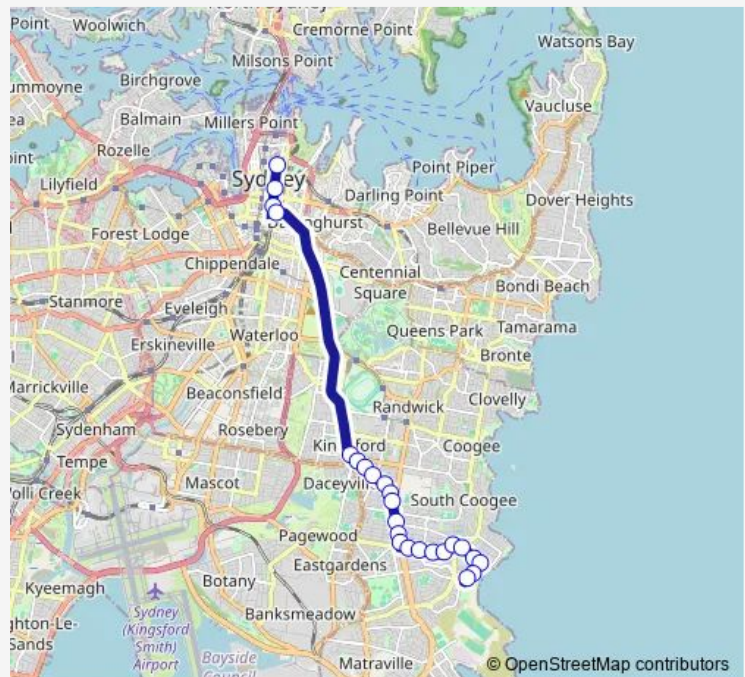 Point
Woolwich
Cremorne Point
Milsons Point
Watsons Bay
Birchgrove
Vaucluse
Balmain
Millers Point
Rozelle
Point Piper
Lilyfield
Sydney
Darling Point
Dover Heights
Forest Lodge
Bellevue Hill
Chippendale
Centennial
Square
Bondi Beach
Stanmore
Eveleigh
Waterloo
Queens Park
Tamarama
Erskineville
Bronte
Beaconsfield
Randwick
Clovelly
Sydenham
Rosebery
Coogee
Tempe
Mascot
South Coogee
Pagewood
Eastgardens
Kyeemagh
Botany
Sydney
(Kingsford
Smith)
Airport
Banksmeadow
Sands
Bayside
Matraville
© OpenStreetMap contributors